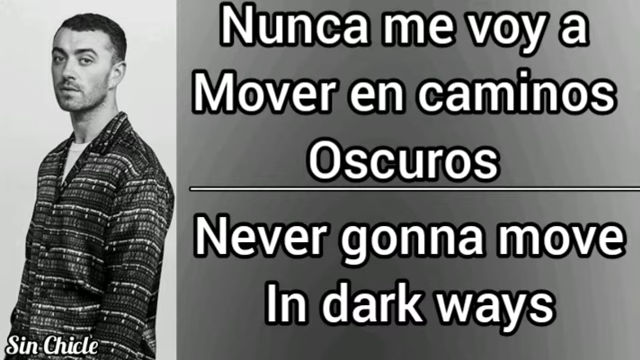 Nunca me voy a
Mover en caminos
Oscuros
Never gonna move
In dark ways
Sin Chicle